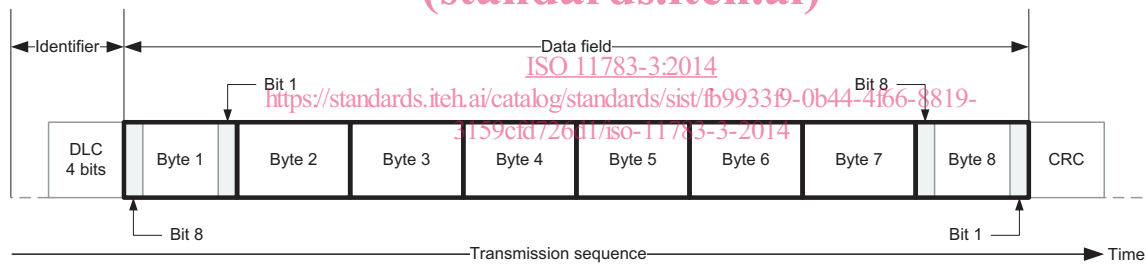 (standards.iteh.ai)
Identifier
Data field
ISO 11783-3:2014
Bit 1
Bit 8
https://standards.iteh.ai/catalog/standards/sist/fb9933f9-0b44-4f66-8819-
3159cfd726d1/iso-11783-3-2014
DLC
4 bits
Byte 1
Byte 2
Byte 3
Byte 4
Byte 5
Byte 6
Byte 7
Byte 8
CRC
Bit 8
Bit 1
Transmission sequence
Time